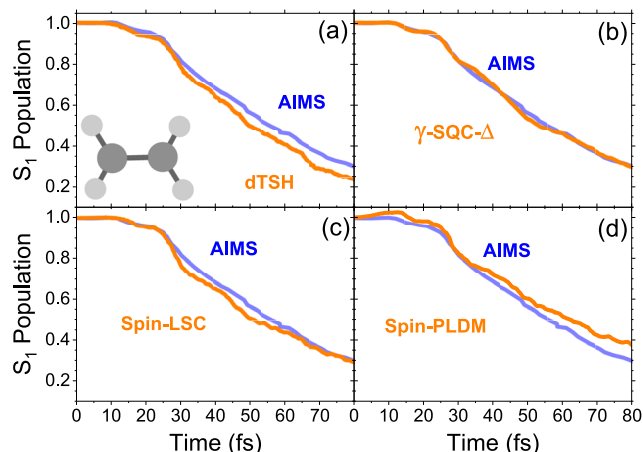 (a)
AIMS
dTSH
S₁ Population
1.0
0.8
0.6
0.4
0.2
(b)
AIMS
γ-SQC-Δ
(c)
AIMS
Spin-LSC
S₁ Population
1.0
0.8
0.6
0.4
0.2
0 10 20 30 40 50 60 70
Time (fs)
(d)
AIMS
Spin-PLDM
0 10 20 30 40 50 60 70 80
Time (fs)